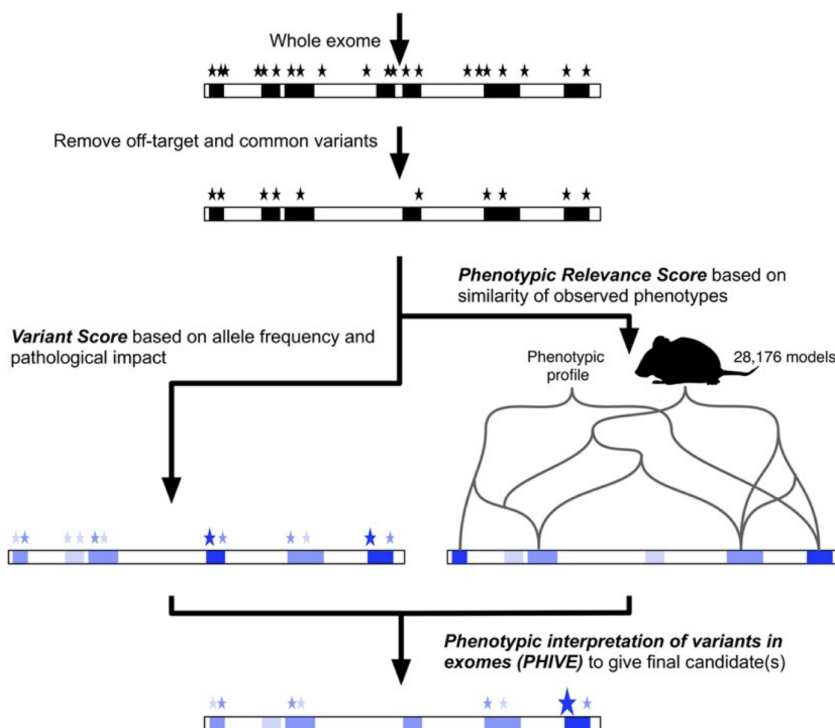 Whole exome
Remove off-target and common variants
Phenotypic Relevance Score based on
similarity of observed phenotypes
Variant Score based on allele frequency and
pathological impact
Phenotypic
profile
28,176 models
Phenotypic interpretation of variants in
exomes (PHIVE) to give final candidate(s)